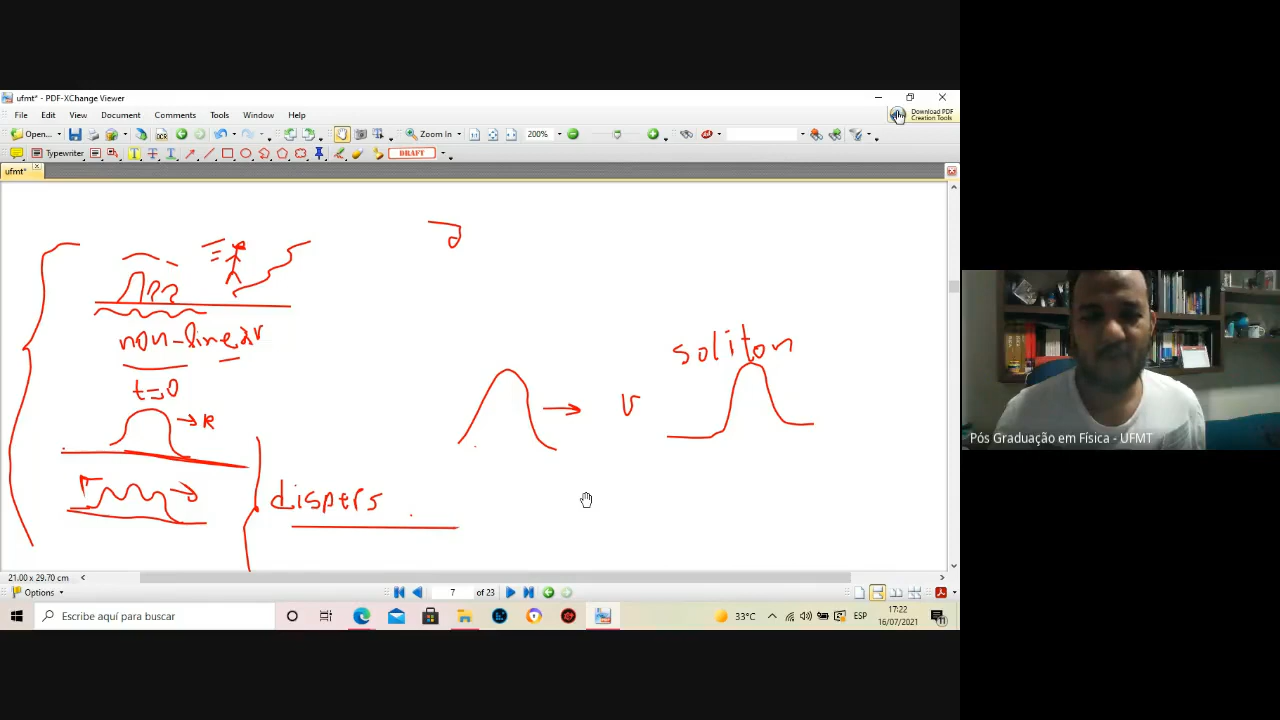 ufmt* - PDF-XChange Viewer
File Edit View Document Comments Tools Window Help
Download PDF
Creation Tools
Open...
OCR
Zoom In
200%
Typewriter
DRAFT
ufmt*
non-linear
t=0
dispers
v
soliton
Pós Graduação em Física - UFMT
21.00 x 29.70 cm
Options
7 of 23
Escribe aquí para buscar
33°C
ESP
17:22
16/07/2021